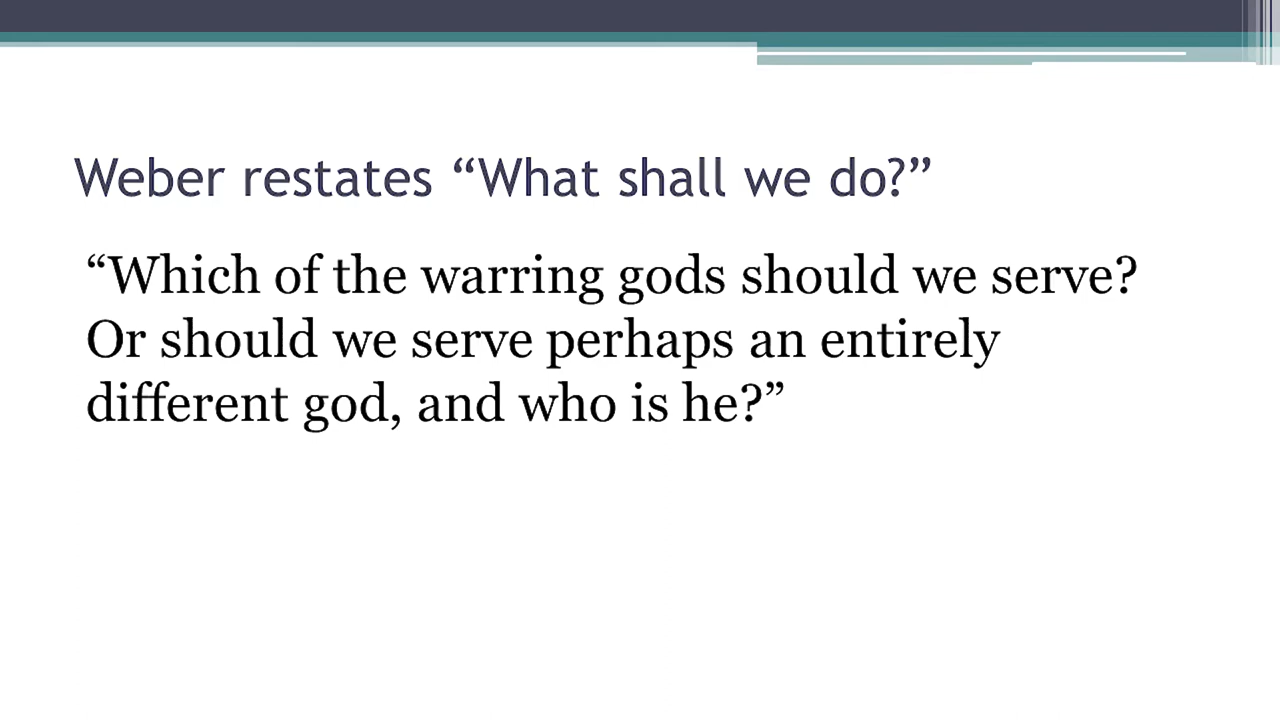 Weber restates “What shall we do?”
“Which of the warring gods should we serve?
Or should we serve perhaps an entirely
different god, and who is he?”